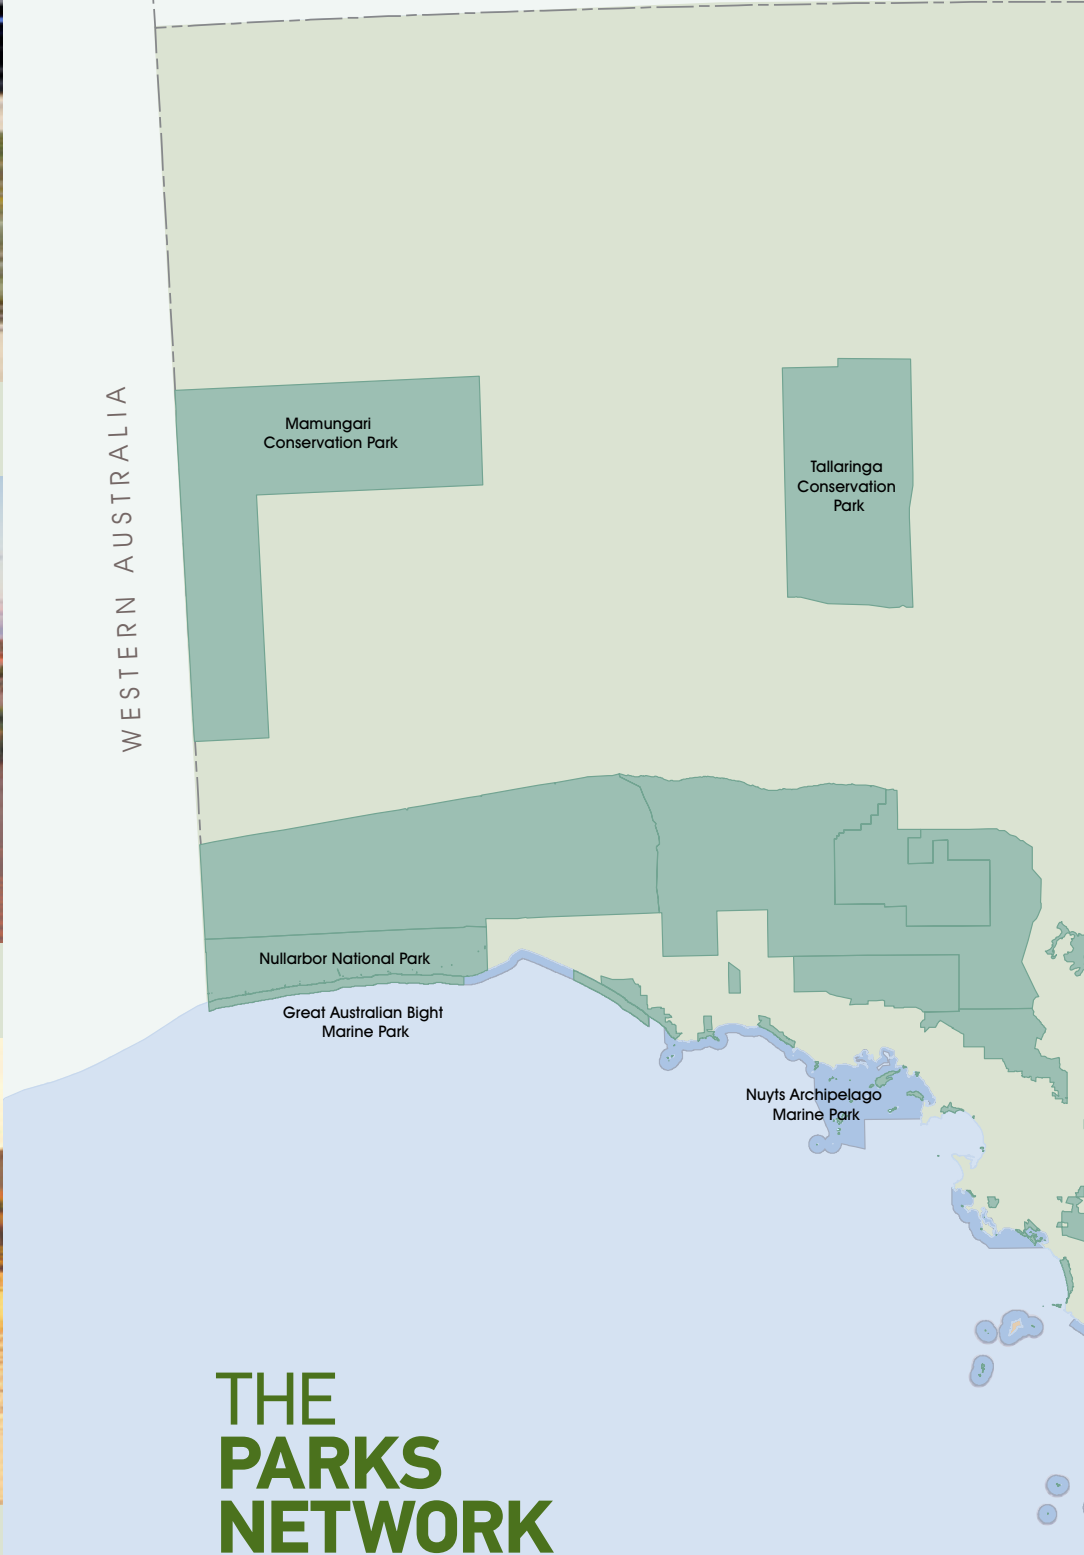 WESTERN AUSTRALIA
Mamungari
Conservation Park
Tallaringa
Conservation
Park
Nullarbor National Park
Great Australian Bight
Marine Park
Nuyts Archipelago
Marine Park
THE
PARKS
NETWORK